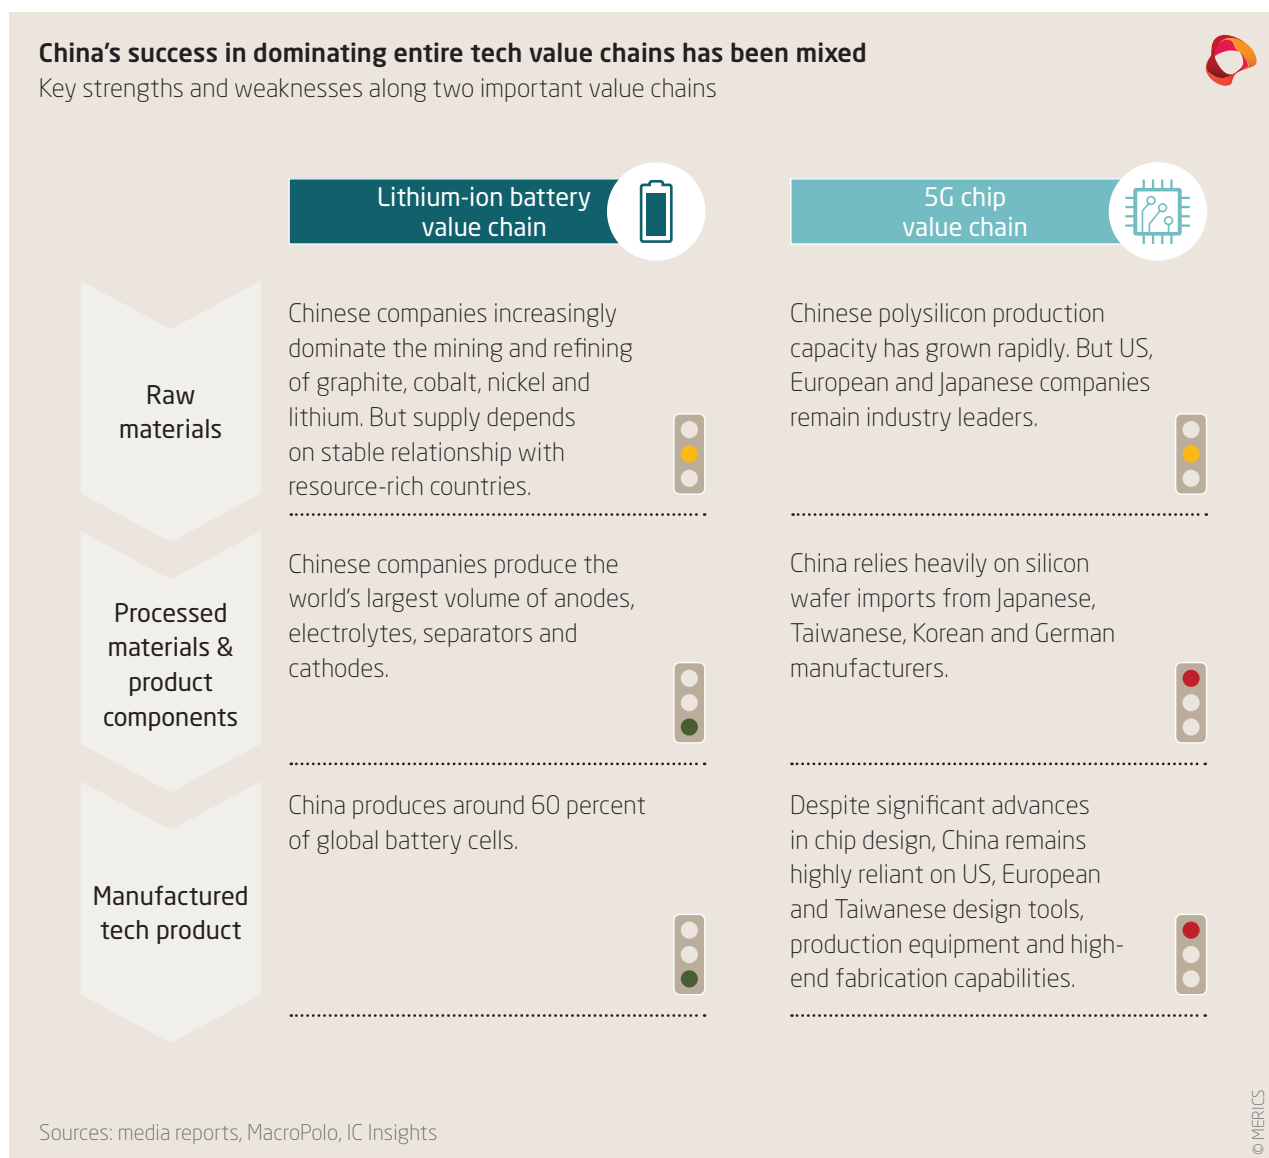 China's success in dominating entire tech value chains has been mixed
Key strengths and weaknesses along two important value chains
Lithium-ion battery
value chain
5G chip
value chain
Raw
materials
Chinese companies increasingly
dominate the mining and refining
of graphite, cobalt, nickel and
lithium. But supply depends
on stable relationship with
resource-rich countries.
Chinese polysilicon production
capacity has grown rapidly. But US,
European and Japanese companies
remain industry leaders.
Processed
materials &
product
components
Chinese companies produce the
world's largest volume of anodes,
electrolytes, separators and
cathodes.
China relies heavily on silicon
wafer imports from Japanese,
Taiwanese, Korean and German
manufacturers.
Manufactured
tech product
China produces around 60 percent
of global battery cells.
Despite significant advances
in chip design, China remains
highly reliant on US, European
and Taiwanese design tools,
production equipment and high-
end fabrication capabilities.
Sources: media reports, MacroPolo, IC Insights
© MERICS